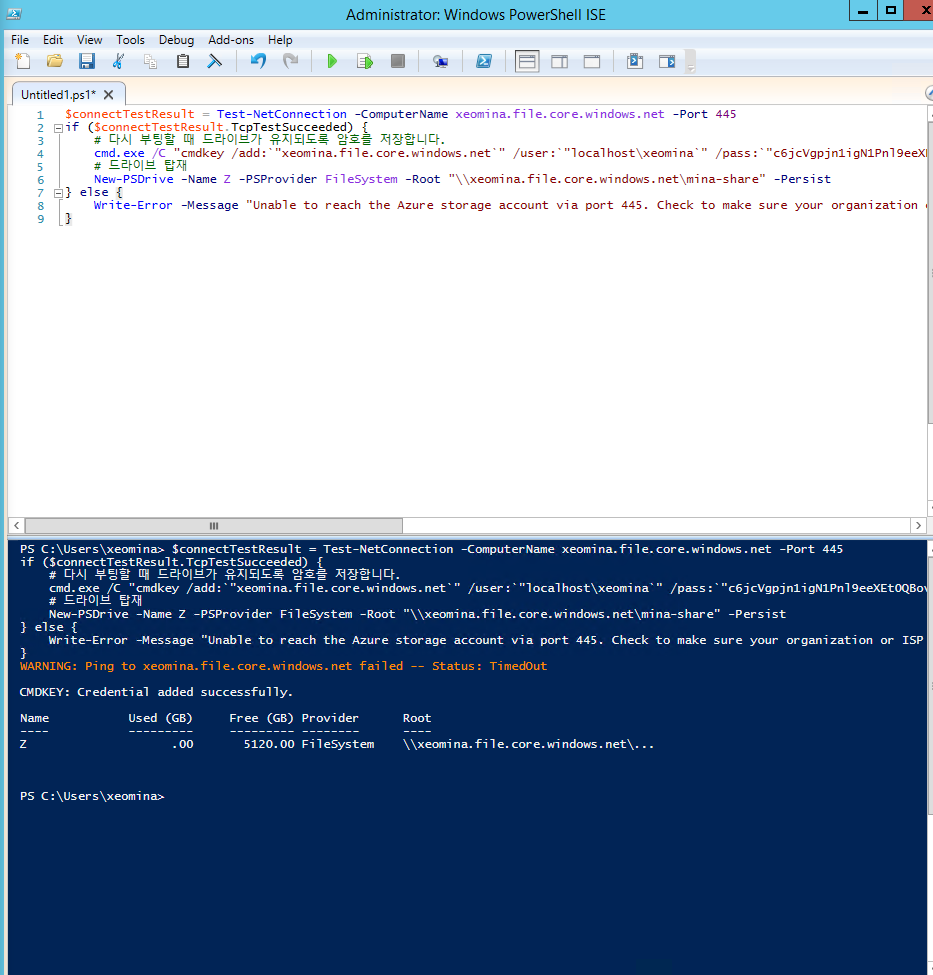 Administrator: Windows PowerShell ISE
File Edit View Tools Debug Add-ons Help
Untitled1.ps1*
1 $connectTestResult = Test-NetConnection -ComputerName xeomina.file.core.windows.net -Port 445
2 if ($connectTestResult.TcpTestSucceeded) {
3 # 다시 부팅할 때 드라이브가 유지되도록 암호를 저장합니다.
4 cmd.exe /C "cmdkey /add:`"xeomina.file.core.windows.net`" /user:`"localhost\xeomina`" /pass:`"c6jcVgpjn1igN1Pnl9eeX
5 # 드라이브 탑재
6 New-PSDrive -Name Z -PSProvider FileSystem -Root "\\xeomina.file.core.windows.net\mina-share" -Persist
7 } else {
8 Write-Error -Message "Unable to reach the Azure storage account via port 445. Check to make sure your organization
9 }
PS C:\Users\xeomina> $connectTestResult = Test-NetConnection -ComputerName xeomina.file.core.windows.net -Port 445
if ($connectTestResult.TcpTestSucceeded) {
# 다시 부팅할 때 드라이브가 유지되도록 암호를 저장합니다.
cmd.exe /C "cmdkey /add:`"xeomina.file.core.windows.net`" /user:`"localhost\xeomina`" /pass:`"c6jcVgpjn1igN1Pnl9eeXEtOQBov
# 드라이브 탑재
New-PSDrive -Name Z -PSProvider FileSystem -Root "\\xeomina.file.core.windows.net\mina-share" -Persist
} else {
Write-Error -Message "Unable to reach the Azure storage account via port 445. Check to make sure your organization or ISP
}
WARNING: Ping to xeomina.file.core.windows.net failed -- Status: TimedOut
CMDKEY: Credential added successfully.
Name Used (GB) Free (GB) Provider Root
---- --------- --------- -------- ----
Z .00 5120.00 FileSystem \\xeomina.file.core.windows.net\...
PS C:\Users\xeomina>